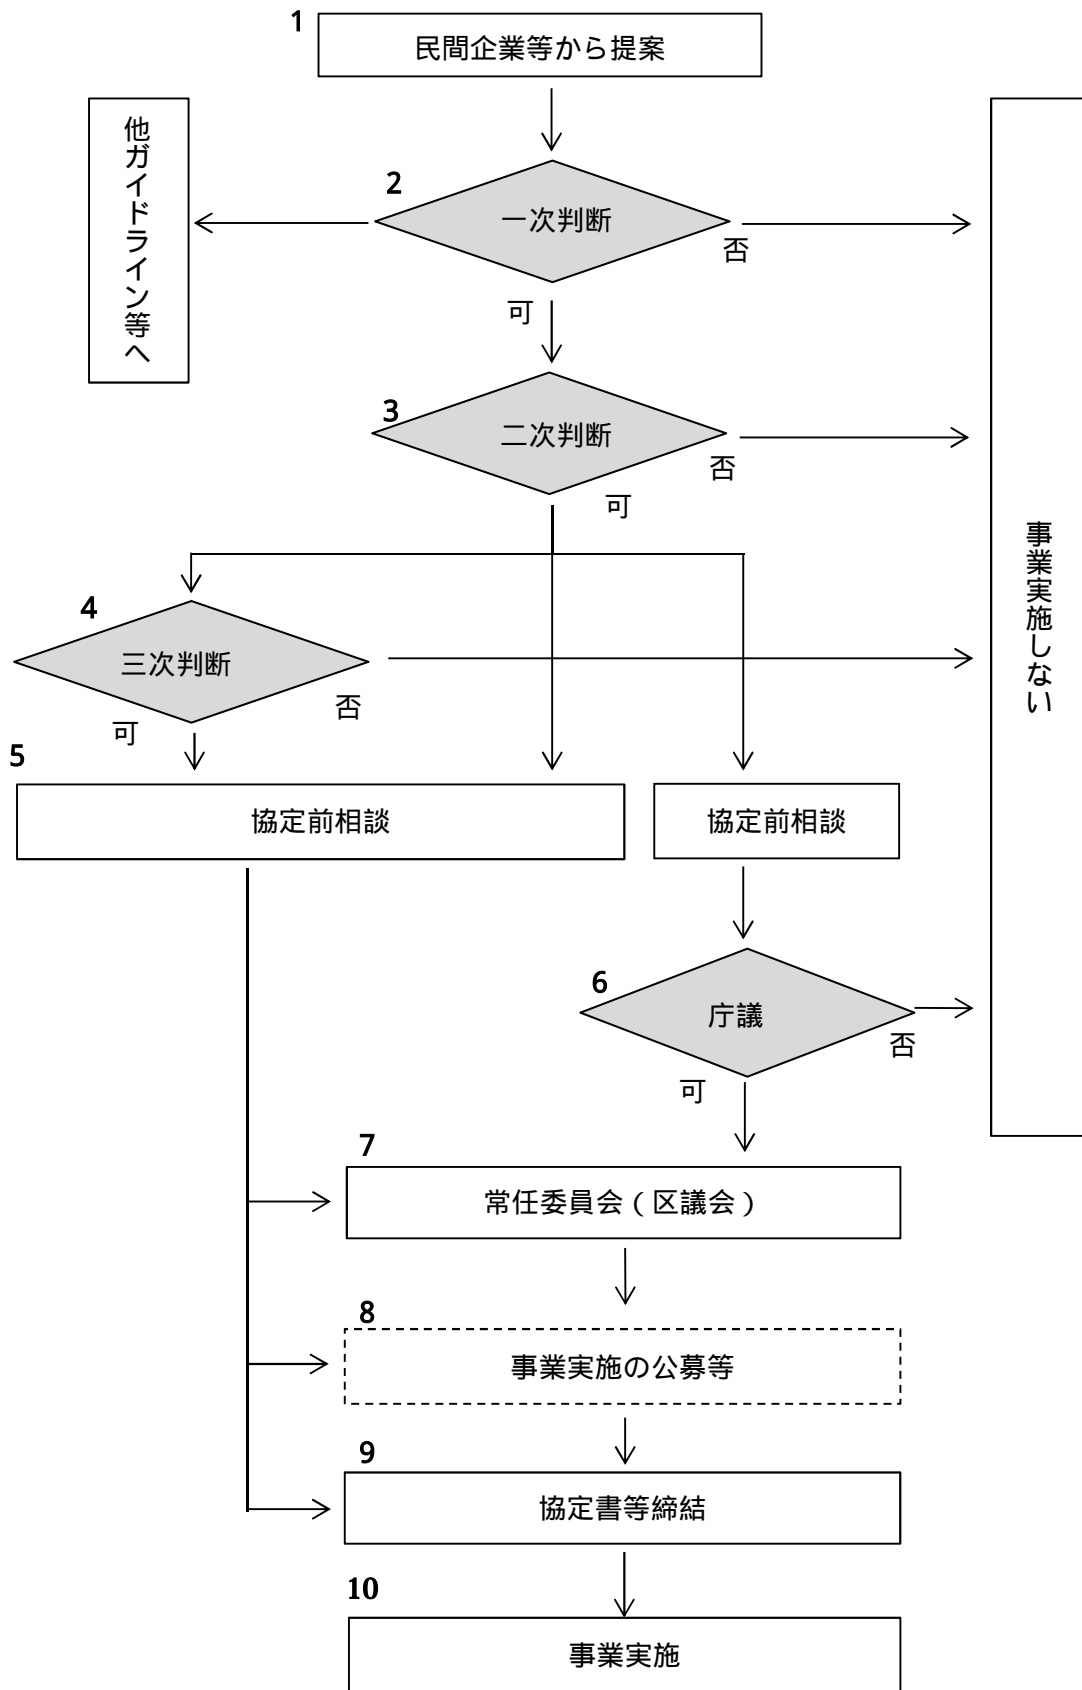 1
民間企業等から提案
他ガイドライン等へ
2
一次判断
否
可
3
二次判断
否
可
事業実施しない
4
三次判断
否
可
5
協定前相談
協定前相談
6
庁議
否
可
7
常任委員会（区議会）
8
事業実施の公募等
9
協定書等締結
10
事業実施